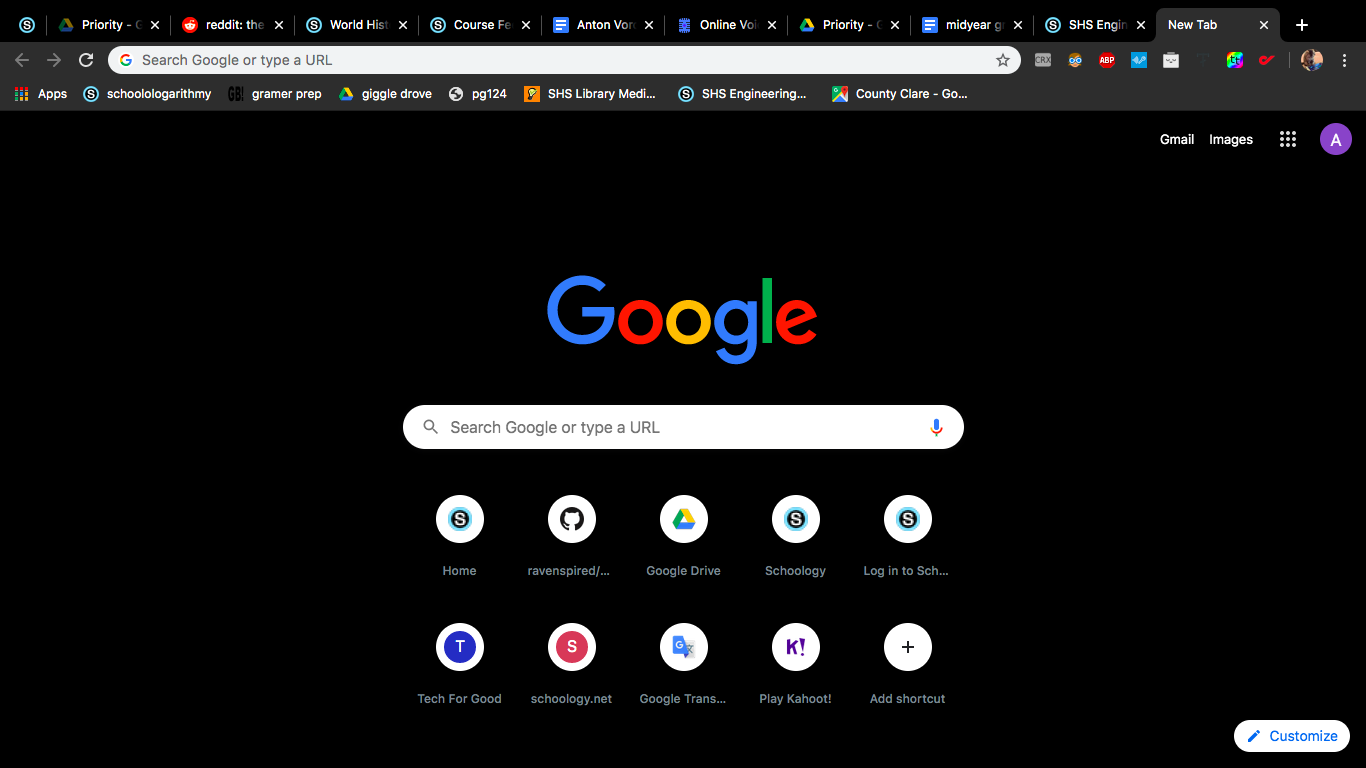 Priority - G
reddit: the
World Hist
Course Fe
Anton Vor
Online Voi
Priority - G
midyear gr
SHS Engin
New Tab
Search Google or type a URL
CRX
ABP
Apps
schoolologarithmy
GB!
gramer prep
giggle drove
pg124
SHS Library Medi...
SHS Engineering...
County Clare - Go...
Gmail
Images
A
Google
Search Google or type a URL
Home
ravenspired/...
Google Drive
Schoology
Log in to Sch...
T
S
K!
Tech For Good
schoology.net
Google Trans...
Play Kahoot!
Add shortcut
Customize